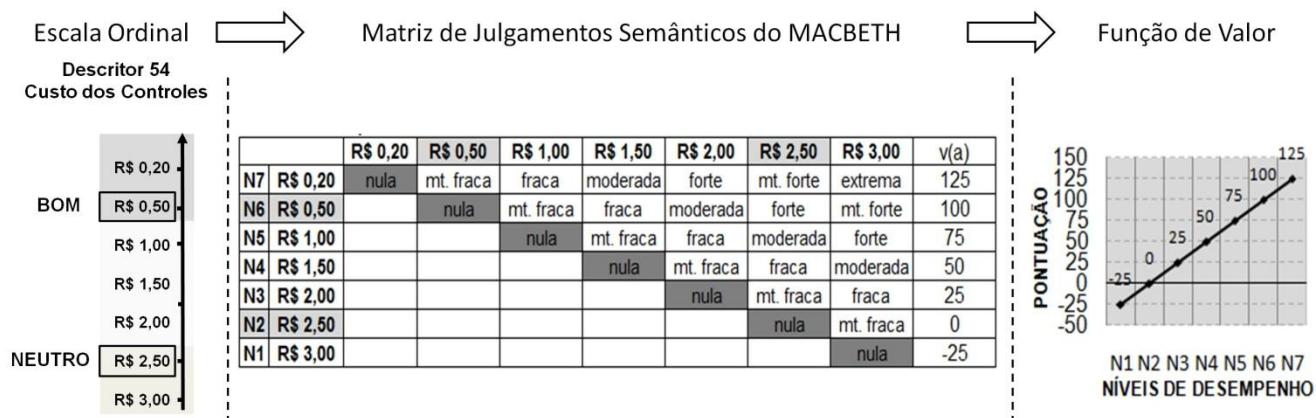 Escala Ordinal
Matriz de Julgamentos Semânticos do MACBETH
Função de Valor
Descritor 54
Custo dos Controles
R$ 0,20
BOM R$ 0,50
R$ 1,00
R$ 1,50
R$ 2,00
NEUTRO R$ 2,50
R$ 3,00
R$ 0,20 R$ 0,50 R$ 1,00 R$ 1,50 R$ 2,00 R$ 2,50 R$ 3,00 v(a)
N7 R$ 0,20 nula mt. fraca fraca moderada forte mt. forte extrema 125
N6 R$ 0,50 nula mt. fraca fraca moderada forte mt. forte 100
N5 R$ 1,00 nula mt. fraca fraca moderada forte 75
N4 R$ 1,50 nula mt. fraca fraca moderada 50
N3 R$ 2,00 nula mt. fraca fraca 25
N2 R$ 2,50 nula mt. fraca 0
N1 R$ 3,00 nula -25
PONTUAÇÃO
150
125
100
75
50
25
0
-25
-50
-25 0 25 50 75 100 125
N1 N2 N3 N4 N5 N6 N7
NÍVEIS DE DESEMPENHO